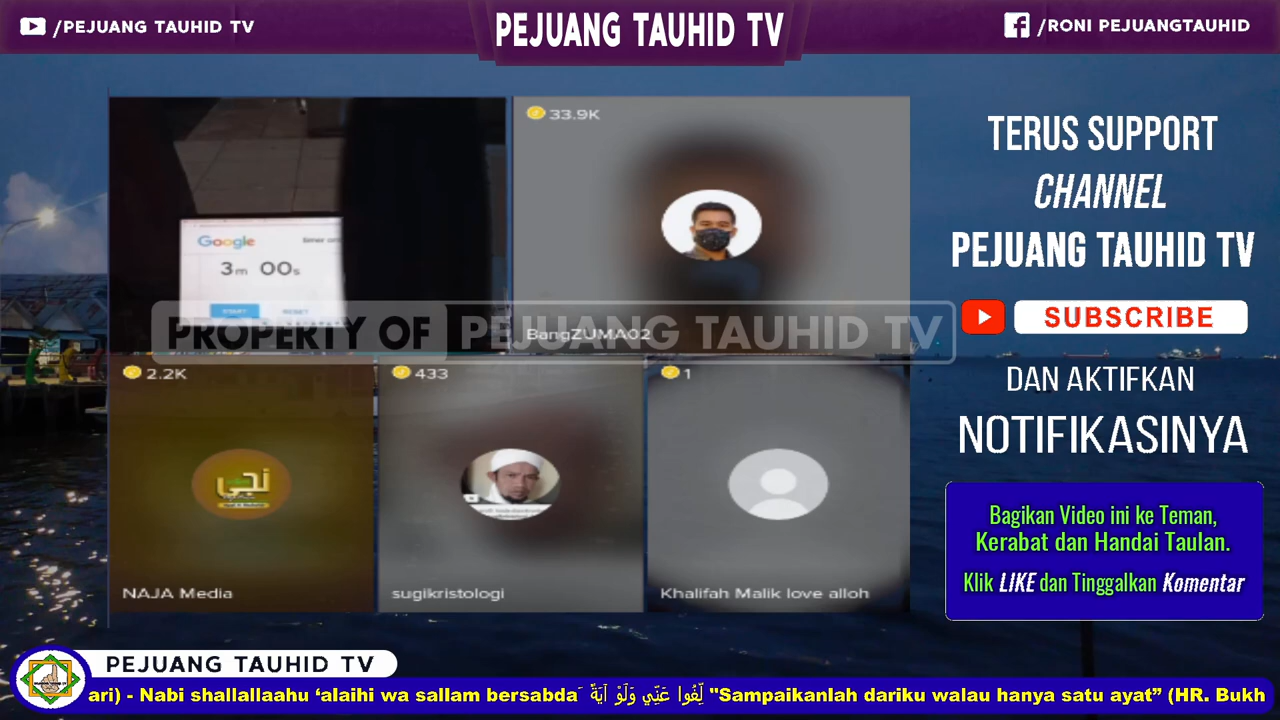 /PEJUANG TAUHID TV
PEJUANG TAUHID TV
/RONI PEJUANGTAUHID
33.9K
Google
3m 00s
START
RESET
BangZUMA02
PROPERTY OF PEJUANG TAUHID TV
2.2K
433
1
نجى
NAJA Media
sugikristologi
Khalifah Malik love alloh
TERUS SUPPORT
CHANNEL
PEJUANG TAUHID TV
SUBSCRIBE
DAN AKTIFKAN
NOTIFIKASINYA
Bagikan Video ini ke Teman,
Kerabat dan Handai Taulan.
Klik LIKE dan Tinggalkan Komentar
PEJUANG TAUHID TV
ari) - Nabi shallallaahu ‘alaihi wa sallam bersabda لِّغُوا عَنِّي وَلَوْ آيَةً "Sampaikanlah dariku walau hanya satu ayat” (HR. Bukh